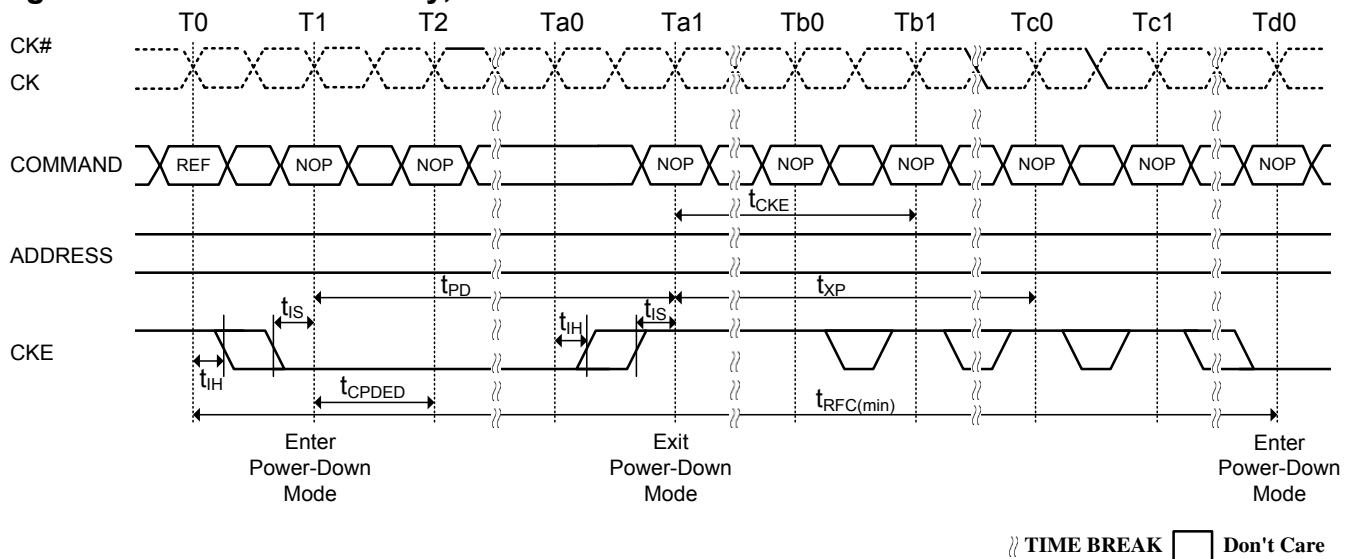 T0 T1 T2 Ta0 Ta1 Tb0 Tb1 Tc0 Tc1 Td0
CK#
CK
COMMAND REF NOP NOP NOP NOP NOP NOP NOP NOP
tCKE
ADDRESS
tPD tXP
tIS tIH tIS
CKE
tIH
tCPDED tRFC(min)
Enter Power-Down Mode
Exit Power-Down Mode
Enter Power-Down Mode
TIME BREAK Don't Care